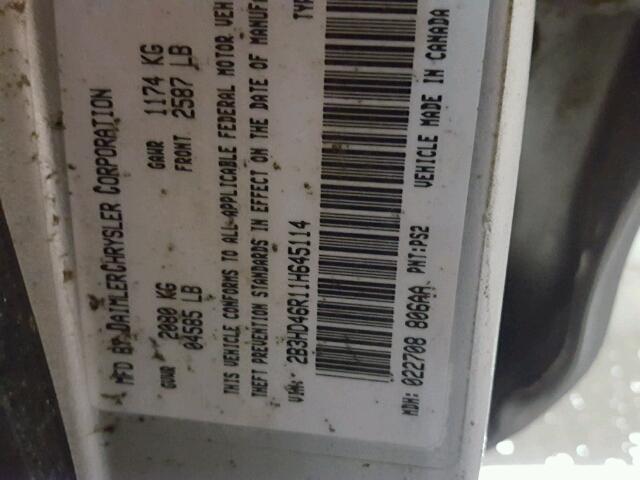 MFD BY DAIMLERCHRYSLER CORPORATION
GVWR 2080 KG GAWR 1174 KG
04585 LB FRONT 2587 LB
THIS VEHICLE CONFORMS TO ALL APPLICABLE FEDERAL MOTOR VEH
THEFT PREVENTION STANDARDS IN EFFECT ON THE DATE OF MANUF
VIN: 2B3HD46R11H645114 TYP
MDH: 022708 806AA PNT:PS2 VEHICLE MADE IN CANADA